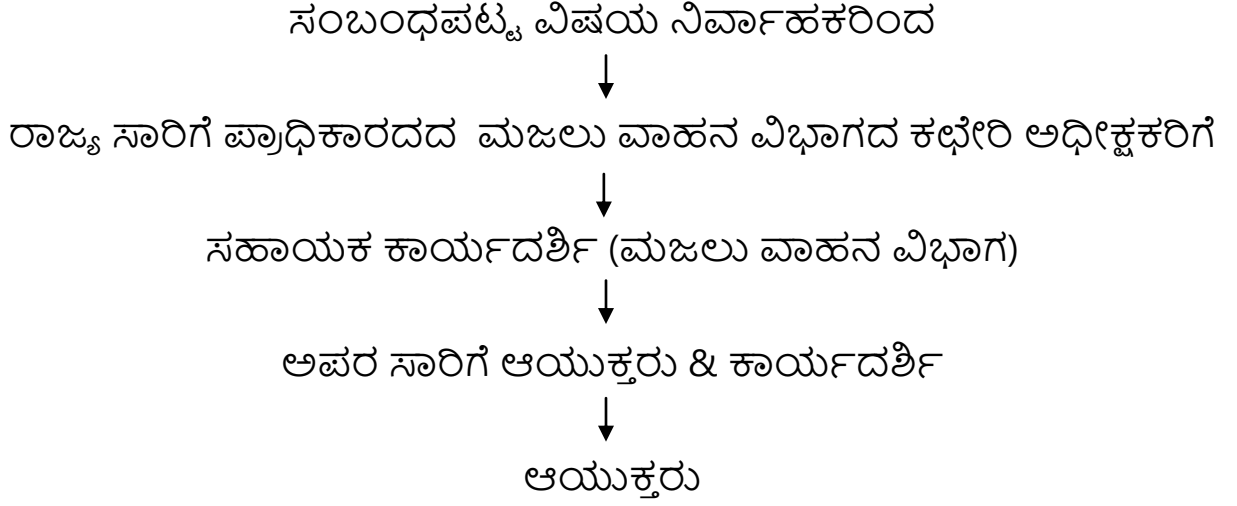 ಸಂಬಂಧಪಟ್ಟ ವಿಷಯ ನಿರ್ವಾಹಕರಿಂದ
ರಾಜ್ಯ ಸಾರಿಗೆ ಪ್ರಾಧಿಕಾರದದ ಮಜಲು ವಾಹನ ವಿಭಾಗದ ಕಛೇರಿ ಅಧೀಕ್ಷಕರಿಗೆ
ಸಹಾಯಕ ಕಾರ್ಯದರ್ಶಿ (ಮಜಲು ವಾಹನ ವಿಭಾಗ)
ಅಪರ ಸಾರಿಗೆ ಆಯುಕ್ತರು & ಕಾರ್ಯದರ್ಶಿ
ಆಯುಕ್ತರು